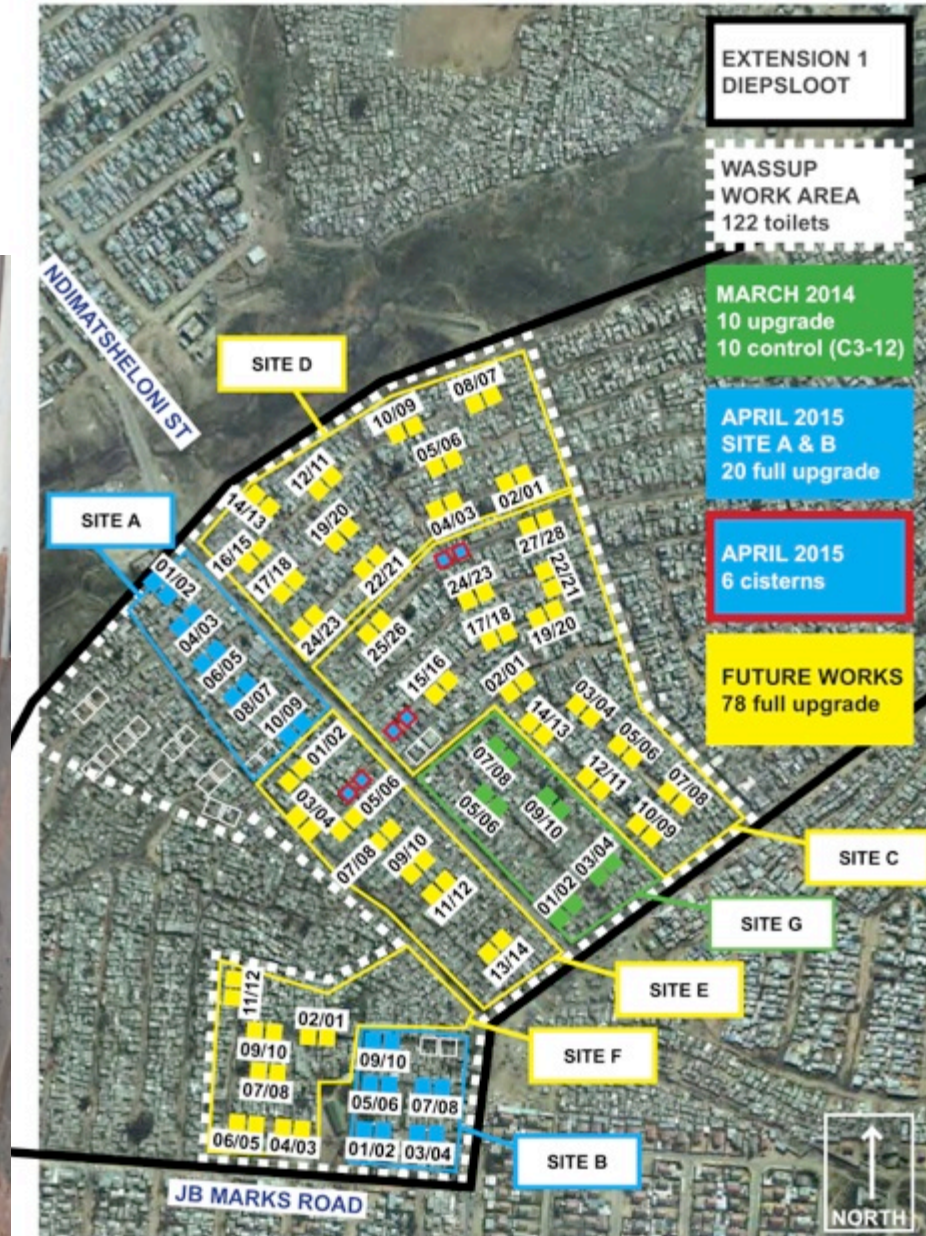 EXTENSION 1
DIEPSLOOT
WASSUP
WORK AREA
122 toilets
MARCH 2014
10 upgrade
10 control (C3-12)
APRIL 2015
SITE A & B
20 full upgrade
APRIL 2015
6 cisterns
FUTURE WORKS
78 full upgrade
NDIMATSHELONI ST
SITE D
08/07
10/09
05/06
12/11
02/01
04/03
14/13
19/20
16/15
17/18
22/21
24/23
SITE A
01/02
04/03
06/05
08/07
10/09
27/28
24/23
22/21
19/20
17/18
25/26
15/16
02/01
03/04
14/13
05/06
12/11
07/08
10/09
SITE C
07/08
05/06
09/10
03/04
01/02
SITE G
01/02
03/04
05/06
07/08
09/10
11/12
13/14
SITE E
SITE F
11/12
02/01
09/10
07/08
06/05
04/03
09/10
05/06
07/08
01/02
03/04
SITE B
JB MARKS ROAD
NORTH